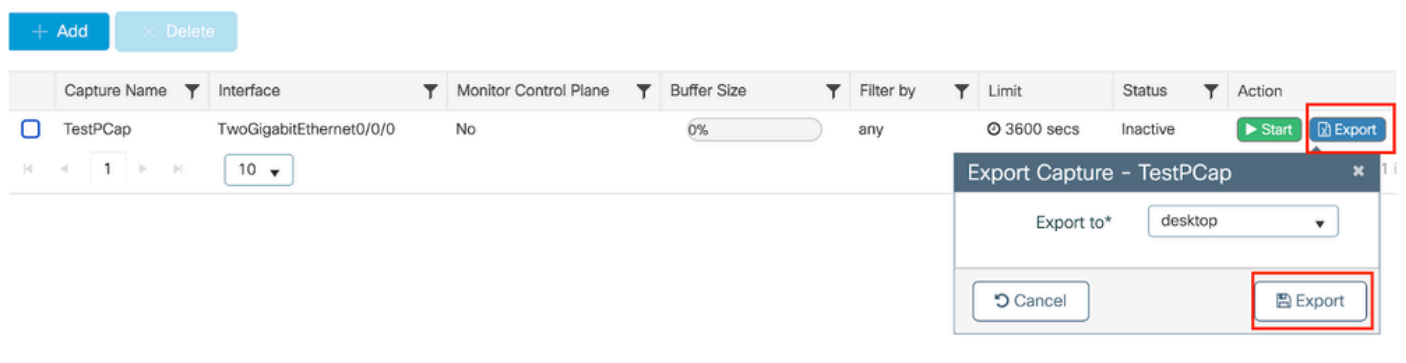 + Add
× Delete
Capture Name
Interface
Monitor Control Plane
Buffer Size
Filter by
Limit
Status
Action
TestPCap
TwoGigabitEthernet0/0/0
No
0%
any
3600 secs
Inactive
Start
Export
1
10
1 i
Export Capture - TestPCap
Export to*
desktop
Cancel
Export